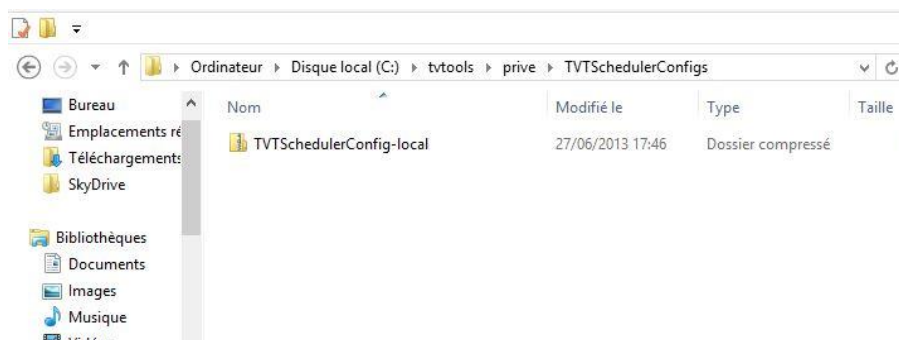 Ordinateur Disque local (C:) tvtools prive TVTSchedulerConfigs
Bureau
Emplacements ré
Téléchargements
SkyDrive
Bibliothèques
Documents
Images
Musique
Nom Modifié le Type Taille
TVTSchedulerConfig-local 27/06/2013 17:46 Dossier compressé